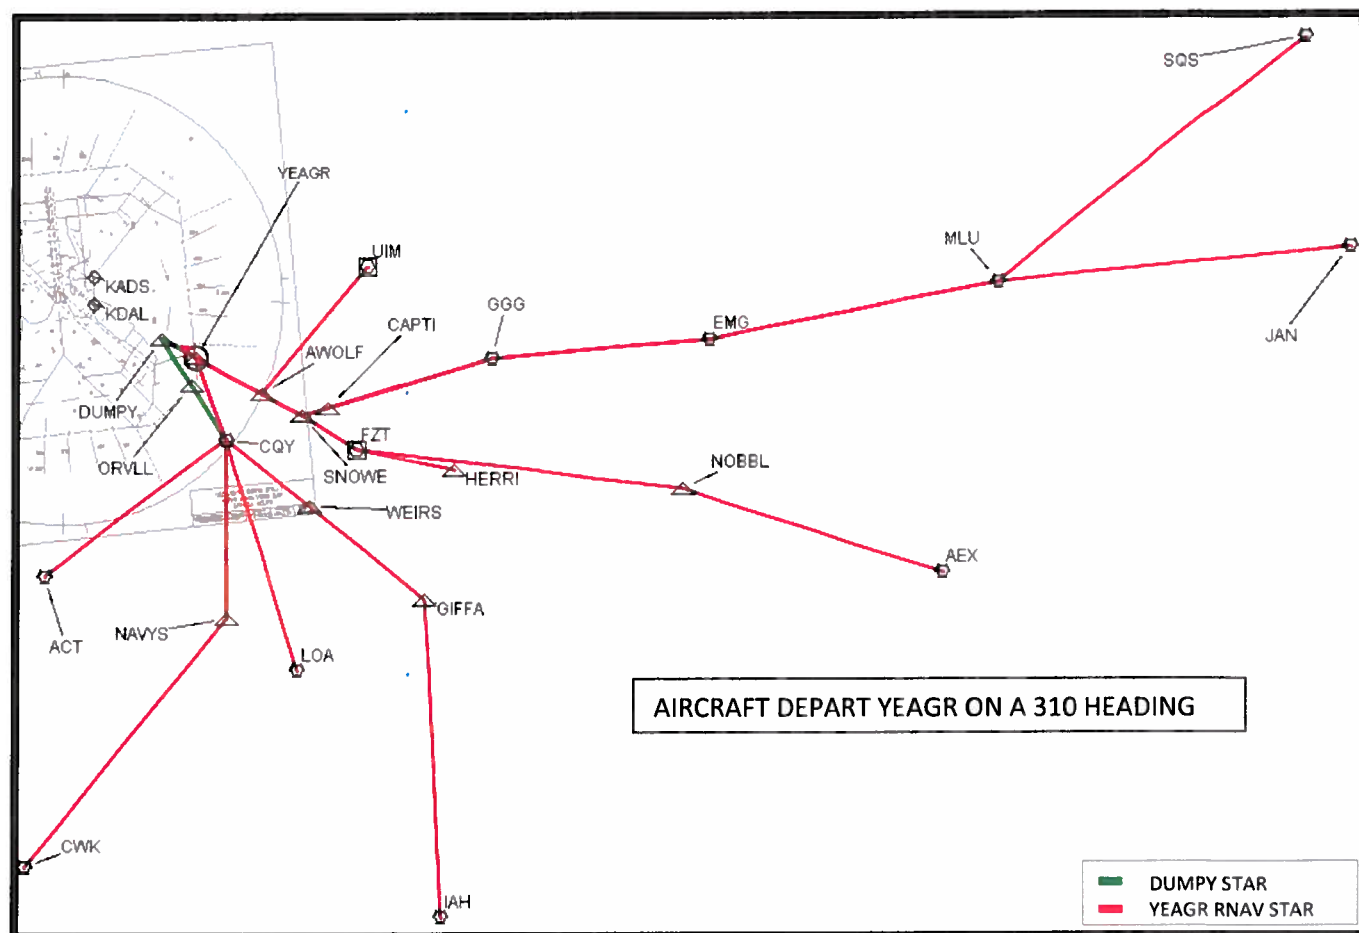 SQS
YEAGR
UIM
MLU
KADS
KDAL
GGG
CAPTI
EMG
JAN
AWOLF
DUMPY
ORVLL
CQY
FZT
SNOWE
HERRI
NOBBL
WEIRS
AEX
GIFFA
ACT
NAVYS
LOA
AIRCRAFT DEPART YEAGR ON A 310 HEADING
CWK
IAH
DUMPY STAR
YEAGR RNAV STAR